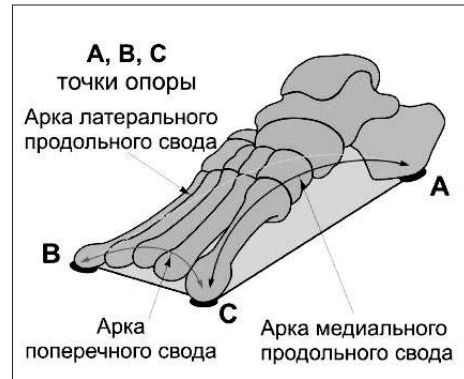 A, B, C
точки опоры
Арка латерального
продольного свода
A
B
C
Арка
поперечного свода
Арка медиального
продольного свода